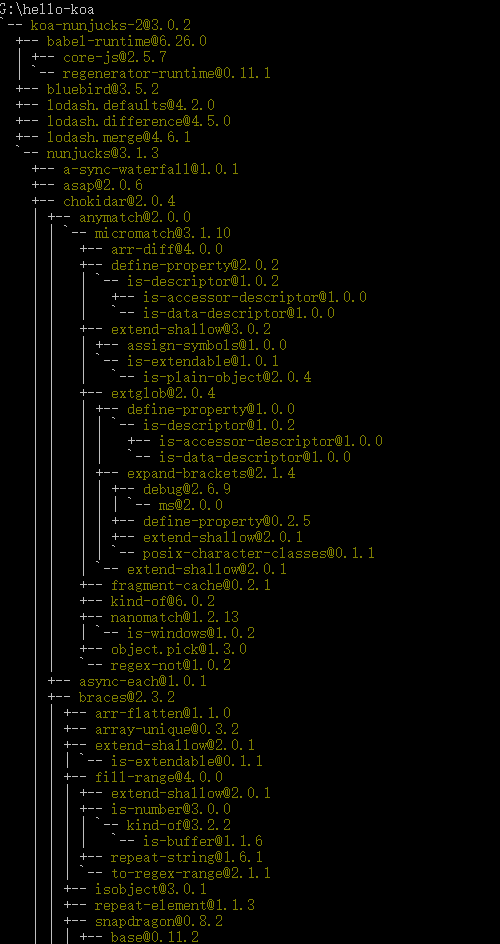 G:\hello-koa
`-- koa-nunjucks-2@3.0.2
  +-- babel-runtime@6.26.0
  | +-- core-js@2.5.7
  | `-- regenerator-runtime@0.11.1
  +-- bluebird@3.5.2
  +-- lodash.defaults@4.2.0
  +-- lodash.difference@4.5.0
  +-- lodash.merge@4.6.1
  `-- nunjucks@3.1.3
    +-- a-sync-waterfall@1.0.1
    +-- asap@2.0.6
    +-- chokidar@2.0.4
    | +-- anymatch@2.0.0
    | | `-- micromatch@3.1.10
    | |   +-- arr-diff@4.0.0
    | |   +-- define-property@2.0.2
    | |   | `-- is-descriptor@1.0.2
    | |   |   +-- is-accessor-descriptor@1.0.0
    | |   |   `-- is-data-descriptor@1.0.0
    | |   +-- extend-shallow@3.0.2
    | |   | +-- assign-symbols@1.0.0
    | |   | `-- is-extendable@1.0.1
    | |   |   `-- is-plain-object@2.0.4
    | |   +-- extglob@2.0.4
    | |   | +-- define-property@1.0.0
    | |   | | `-- is-descriptor@1.0.2
    | |   | |   +-- is-accessor-descriptor@1.0.0
    | |   | |   `-- is-data-descriptor@1.0.0
    | |   | +-- expand-brackets@2.1.4
    | |   | | +-- debug@2.6.9
    | |   | | | `-- ms@2.0.0
    | |   | | +-- define-property@0.2.5
    | |   | | +-- extend-shallow@2.0.1
    | |   | | `-- posix-character-classes@0.1.1
    | |   | `-- extend-shallow@2.0.1
    | |   +-- fragment-cache@0.2.1
    | |   +-- kind-of@6.0.2
    | |   +-- nanomatch@1.2.13
    | |   | `-- is-windows@1.0.2
    | |   +-- object.pick@1.3.0
    | |   `-- regex-not@1.0.2
    | +-- async-each@1.0.1
    | +-- braces@2.3.2
    | | +-- arr-flatten@1.1.0
    | | +-- array-unique@0.3.2
    | | +-- extend-shallow@2.0.1
    | | | `-- is-extendable@0.1.1
    | | +-- fill-range@4.0.0
    | | | +-- extend-shallow@2.0.1
    | | | +-- is-number@3.0.0
    | | | | `-- kind-of@3.2.2
    | | | |   `-- is-buffer@1.1.6
    | | | +-- repeat-string@1.6.1
    | | | `-- to-regex-range@2.1.1
    | | +-- isobject@3.0.1
    | | +-- repeat-element@1.1.3
    | | +-- snapdragon@0.8.2
    | | | +-- base@0.11.2